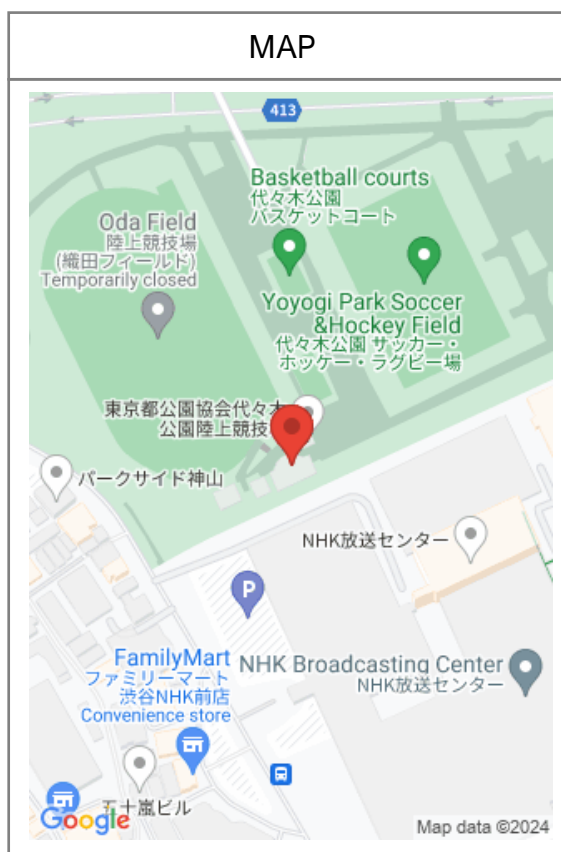 MAP
413
Basketball courts
代々木公園
バスケットコート
Oda Field
陸上競技場
(織田フィールド)
Temporarily closed
Yoyogi Park Soccer
&Hockey Field
代々木公園 サッカー・
ホッケー・ラグビー場
東京都公園協会代々木
公園陸上競技
パークサイド神山
NHK放送センター
P
FamilyMart
ファミリーマート
渋谷NHK前店
Convenience store
NHK Broadcasting Center
NHK放送センター
五十嵐ビル
Google
Map data ©2024